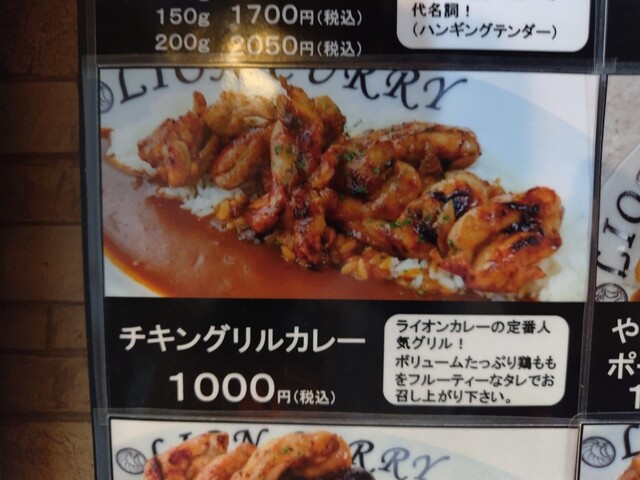 150g 1700円(税込)
200g 2050円(税込)
代名詞！
(ハンギングテンダー)
LION CURRY
チキングリルカレー
1000円(税込)
ライオンカレーの定番人
気グリル！
ボリュームたっぷり鶏もも
をフルーティーなタレでお
召し上がり下さい。
や
ポー
LION CURRY